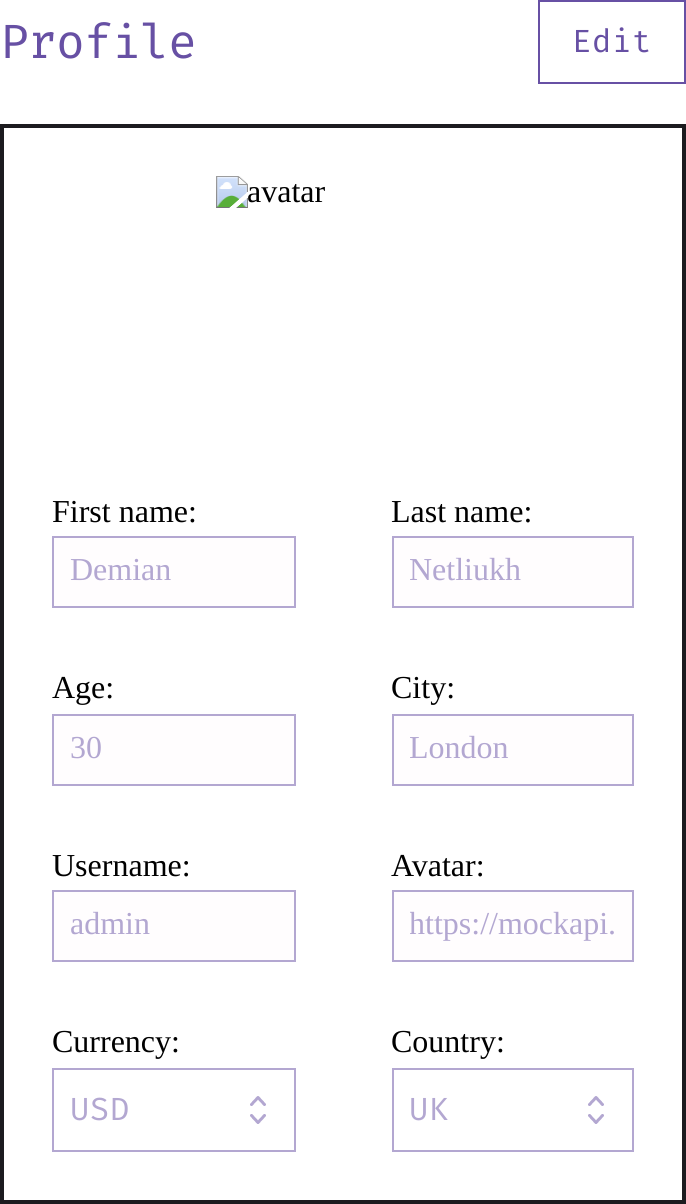 Profile Edit
avatar
First name: Last name:
Demian Netliukh
Age: City:
30 London
Username: Avatar:
admin https://mockapi.
Currency: Country:
USD UK